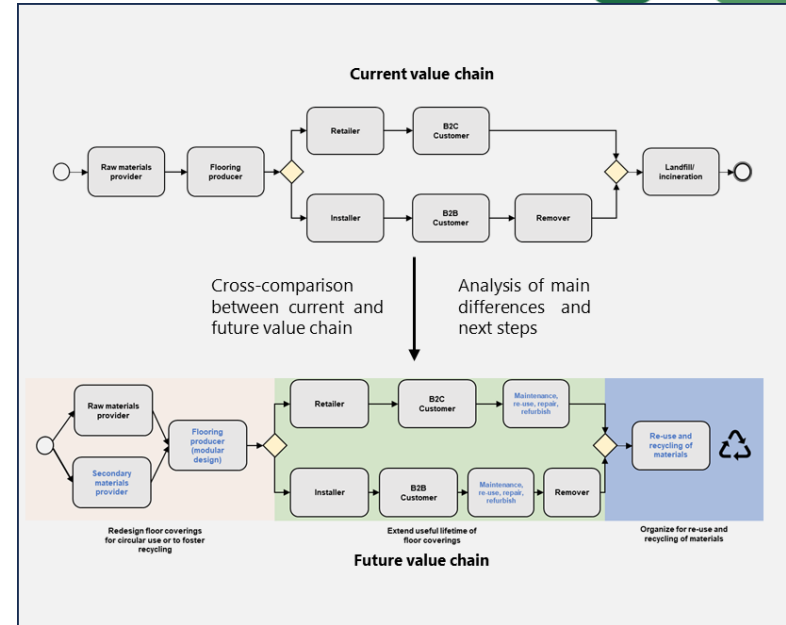 Current value chain
Raw materials
provider
Flooring
producer
Retailer
B2C
Customer
Installer
B2B
Customer
Remover
Landfill/
incineration
Cross-comparison
between current and
future value chain
Analysis of main
differences and
next steps
Raw materials
provider
Secondary
materials
provider
Flooring
producer
(modular
design)
Retailer
B2C
Customer
Maintenance,
re-use, repair,
refurbish
Installer
B2B
Customer
Maintenance,
re-use, repair,
refurbish
Remover
Re-use and
recycling of
materials
Redesign floor coverings
for circular use or to foster
recycling
Extend useful lifetime of
floor coverings
Organize for re-use and
recycling of materials
Future value chain